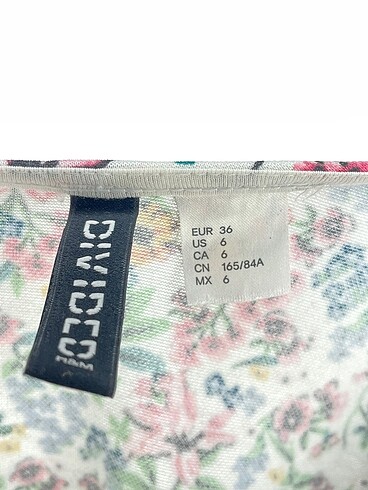 DIVIDED
H&M
EUR 36
US 6
CA 6
CN 165/84A
MX 6